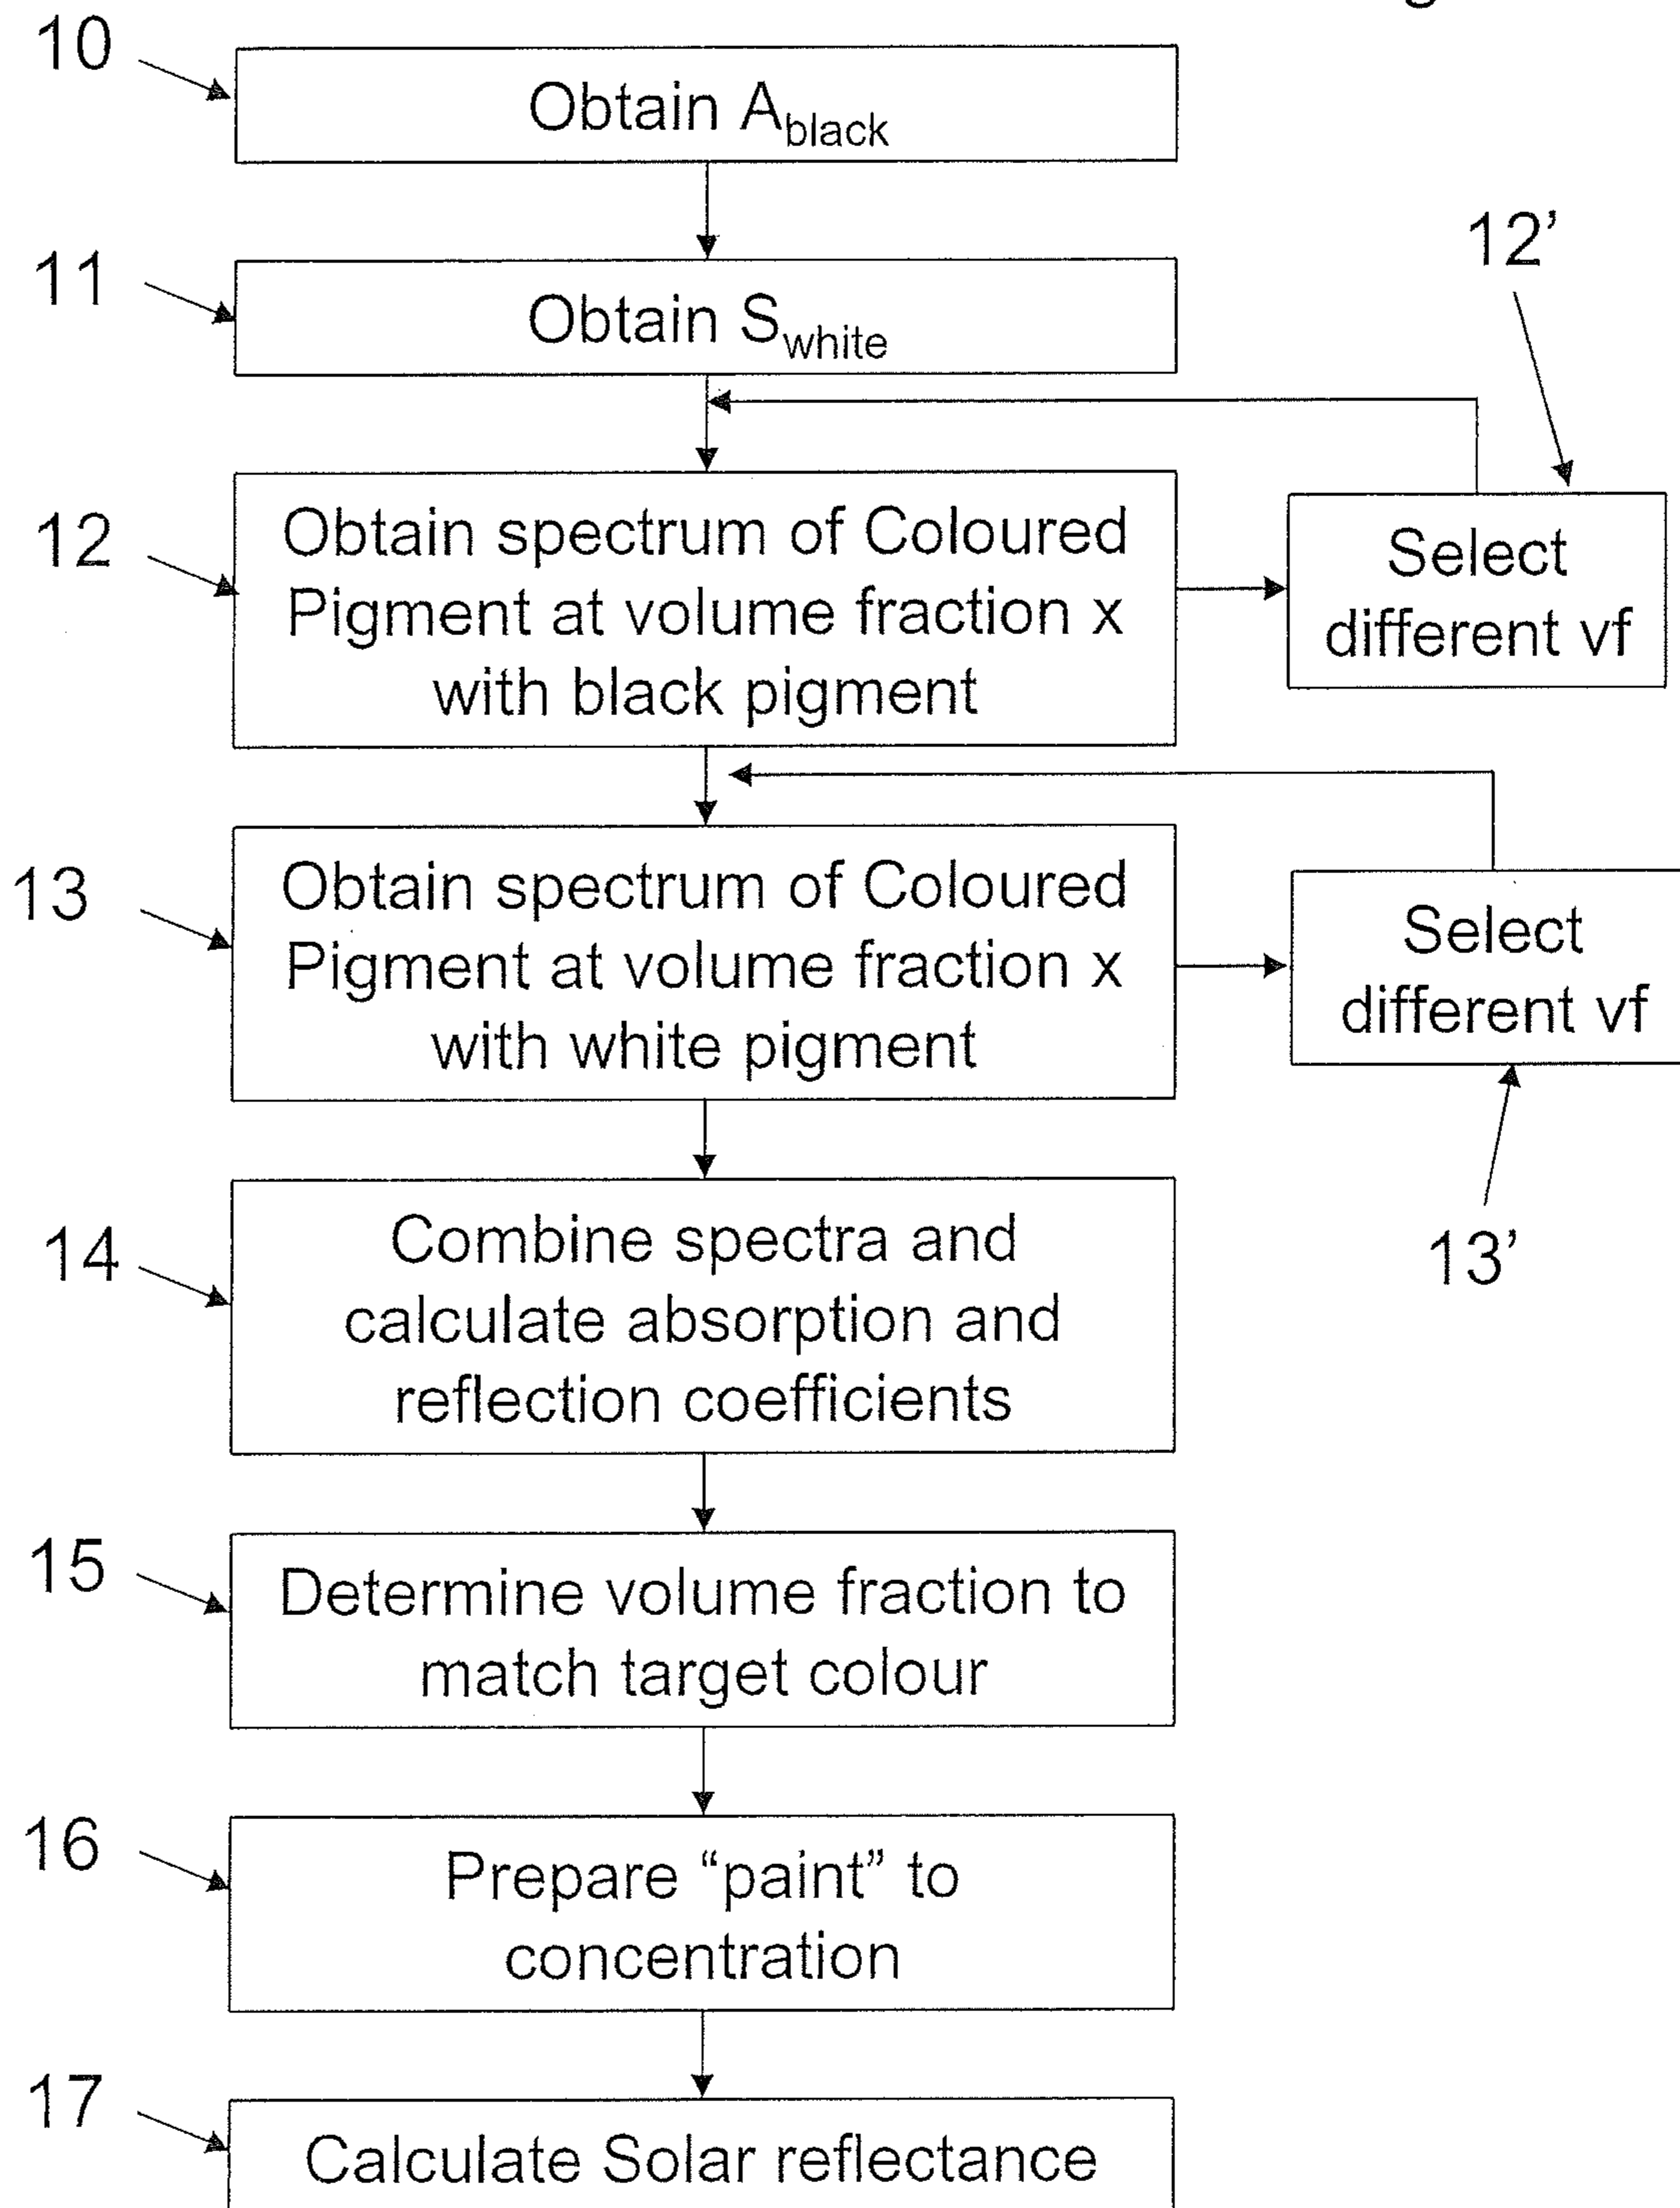 10
Obtain A_black
11
Obtain S_white
12'
12
Obtain spectrum of Coloured
Pigment at volume fraction x
with black pigment
Select
different vf
13
Obtain spectrum of Coloured
Pigment at volume fraction x
with white pigment
Select
different vf
13'
14
Combine spectra and
calculate absorption and
reflection coefficients
15
Determine volume fraction to
match target colour
16
Prepare “paint” to
concentration
17
Calculate Solar reflectance